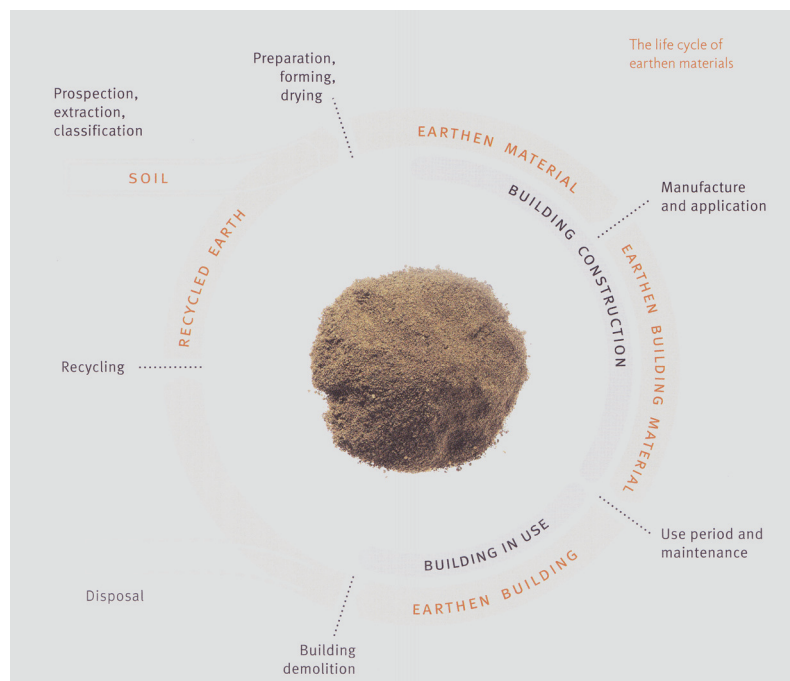 The life cycle of
earthen materials
Preparation,
forming,
drying
Prospection,
extraction,
classification
SOIL
EARTHEN MATERIAL
BUILDING CONSTRUCTION
Manufacture
and application
EARTHEN BUILDING MATERIAL
RECYCLED EARTH
Recycling
Use period and
maintenance
BUILDING IN USE
EARTHEN BUILDING
Disposal
Building
demolition